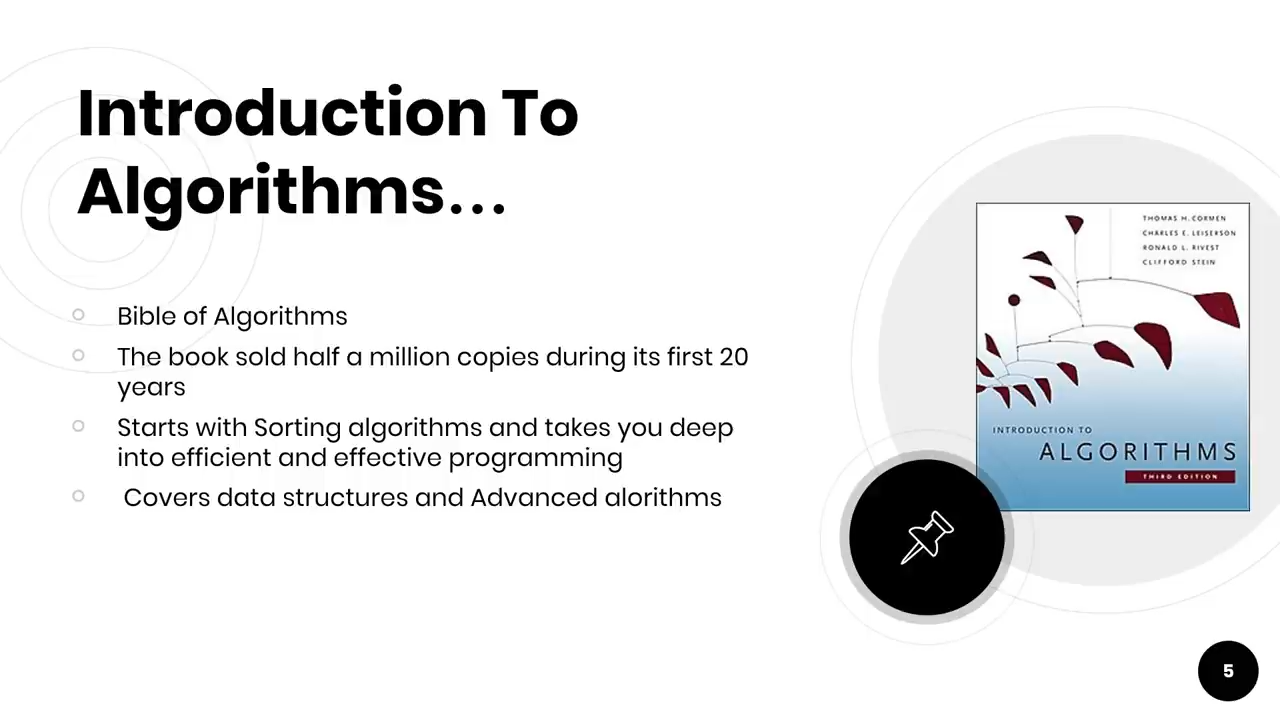 Introduction To
Algorithms...
Bible of Algorithms
The book sold half a million copies during its first 20
years
Starts with Sorting algorithms and takes you deep
into efficient and effective programming
Covers data structures and Advanced alorithms
THOMAS H. CORMEN
CHARLES E. LEISERSON
RONALD L. RIVEST
CLIFFORD STEIN
INTRODUCTION TO
ALGORITHMS
THIRD EDITION
5